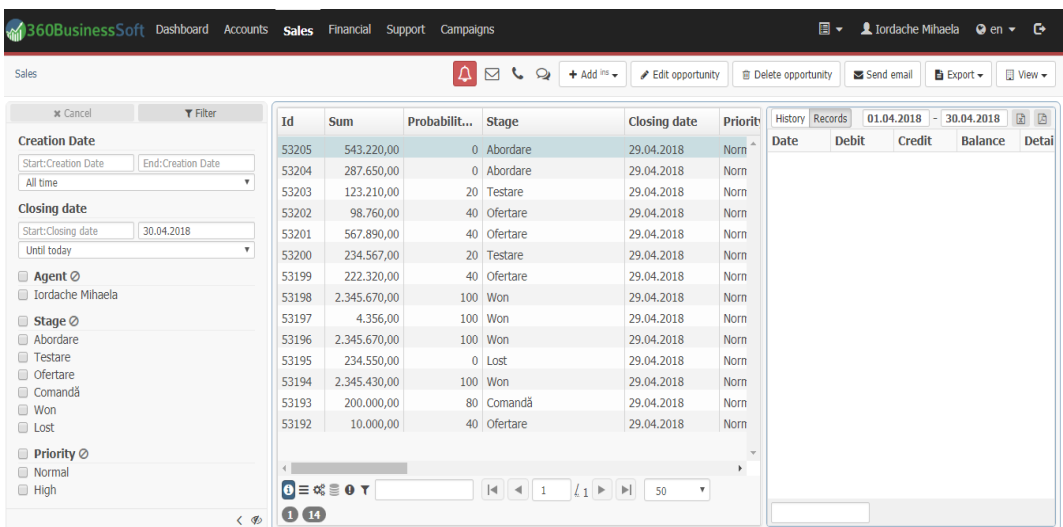 360BusinessSoft Dashboard Accounts Sales Financial Support Campaigns Iordache Mihaela en
Sales + Add ins Edit opportunity Delete opportunity Send email Export View
Cancel Filter
Creation Date
Start:Creation Date End:Creation Date
All time
Closing date
Start:Closing date 30.04.2018
Until today
Agent
Iordache Mihaela
Stage
Abordare
Testare
Ofertare
Comandă
Won
Lost
Priority
Normal
High
Id Sum Probabilit... Stage Closing date Priorit
53205 543.220,00 0 Abordare 29.04.2018 Norm
53204 287.650,00 0 Abordare 29.04.2018 Norm
53203 123.210,00 20 Testare 29.04.2018 Norm
53202 98.760,00 40 Ofertare 29.04.2018 Norm
53201 567.890,00 40 Ofertare 29.04.2018 Norm
53200 234.567,00 20 Testare 29.04.2018 Norm
53199 222.320,00 40 Ofertare 29.04.2018 Norm
53198 2.345.670,00 100 Won 29.04.2018 Norm
53197 4.356,00 100 Won 29.04.2018 Norm
53196 2.345.670,00 100 Won 29.04.2018 Norm
53195 234.550,00 0 Lost 29.04.2018 Norm
53194 2.345.430,00 100 Won 29.04.2018 Norm
53193 200.000,00 80 Comandă 29.04.2018 Norm
53192 10.000,00 40 Ofertare 29.04.2018 Norm
1 / 1 50
1 14
History Records 01.04.2018 - 30.04.2018
Date Debit Credit Balance Detai